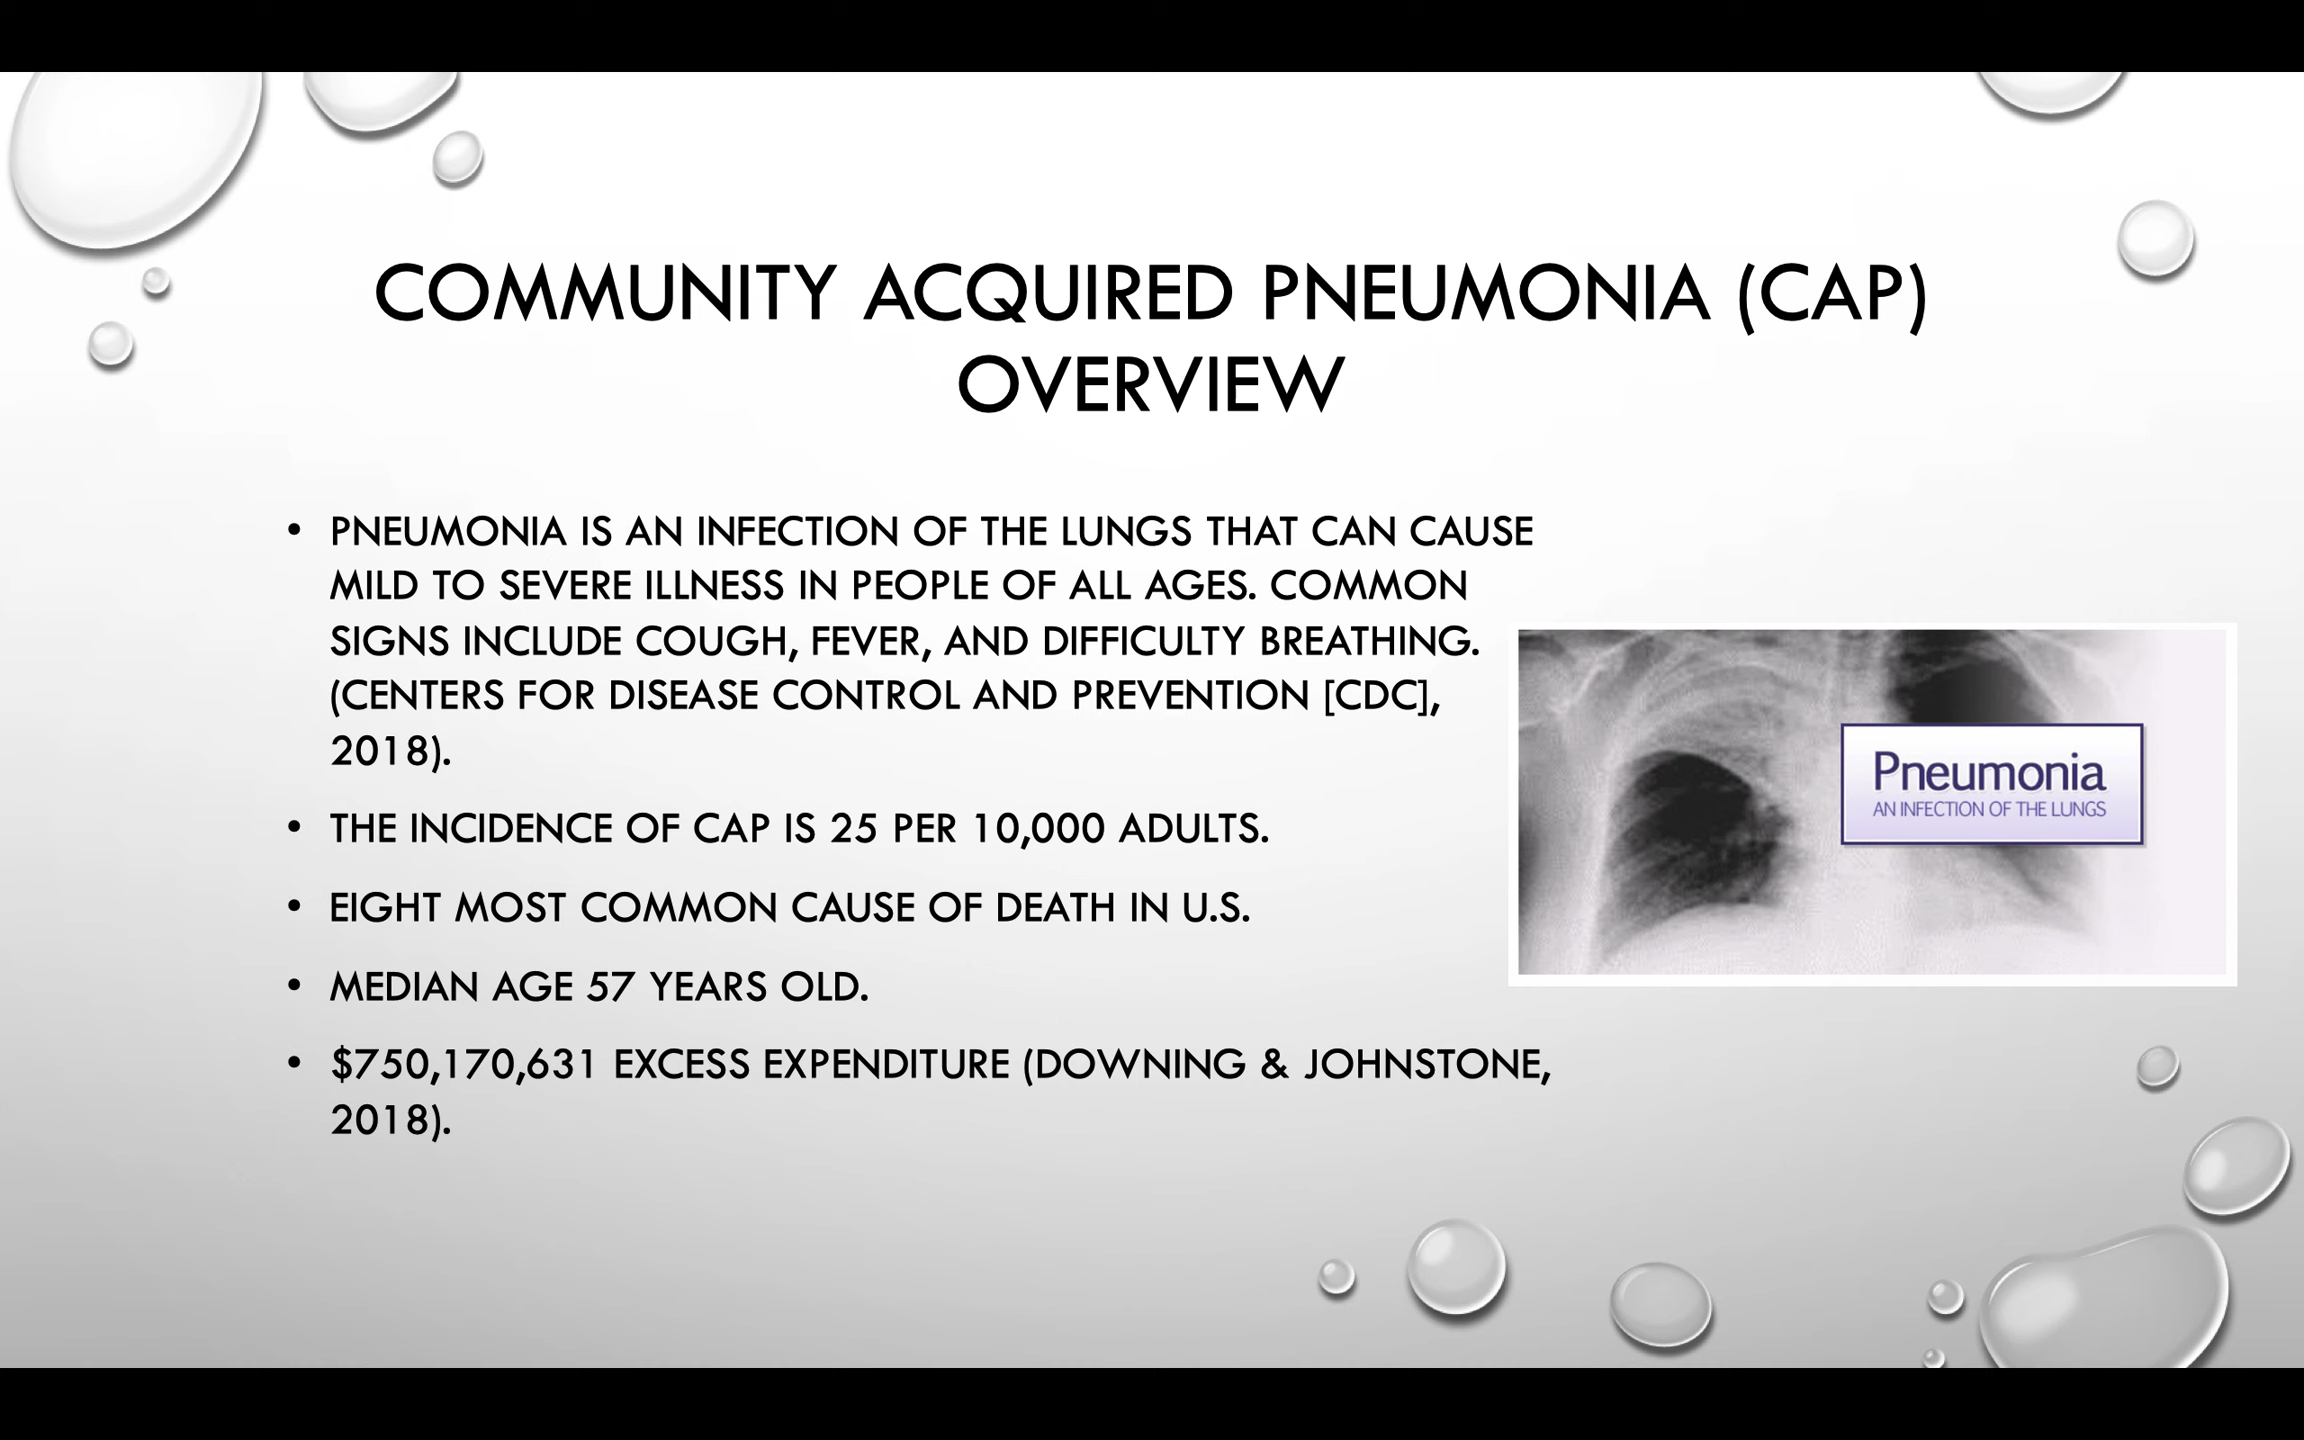 COMMUNITY ACQUIRED PNEUMONIA (CAP)
OVERVIEW
• PNEUMONIA IS AN INFECTION OF THE LUNGS THAT CAN CAUSE
MILD TO SEVERE ILLNESS IN PEOPLE OF ALL AGES. COMMON
SIGNS INCLUDE COUGH, FEVER, AND DIFFICULTY BREATHING.
(CENTERS FOR DISEASE CONTROL AND PREVENTION [CDC],
2018).
• THE INCIDENCE OF CAP IS 25 PER 10,000 ADULTS.
• EIGHT MOST COMMON CAUSE OF DEATH IN U.S.
• MEDIAN AGE 57 YEARS OLD.
• $750,170,631 EXCESS EXPENDITURE (DOWNING & JOHNSTONE,
2018).
Pneumonia
AN INFECTION OF THE LUNGS